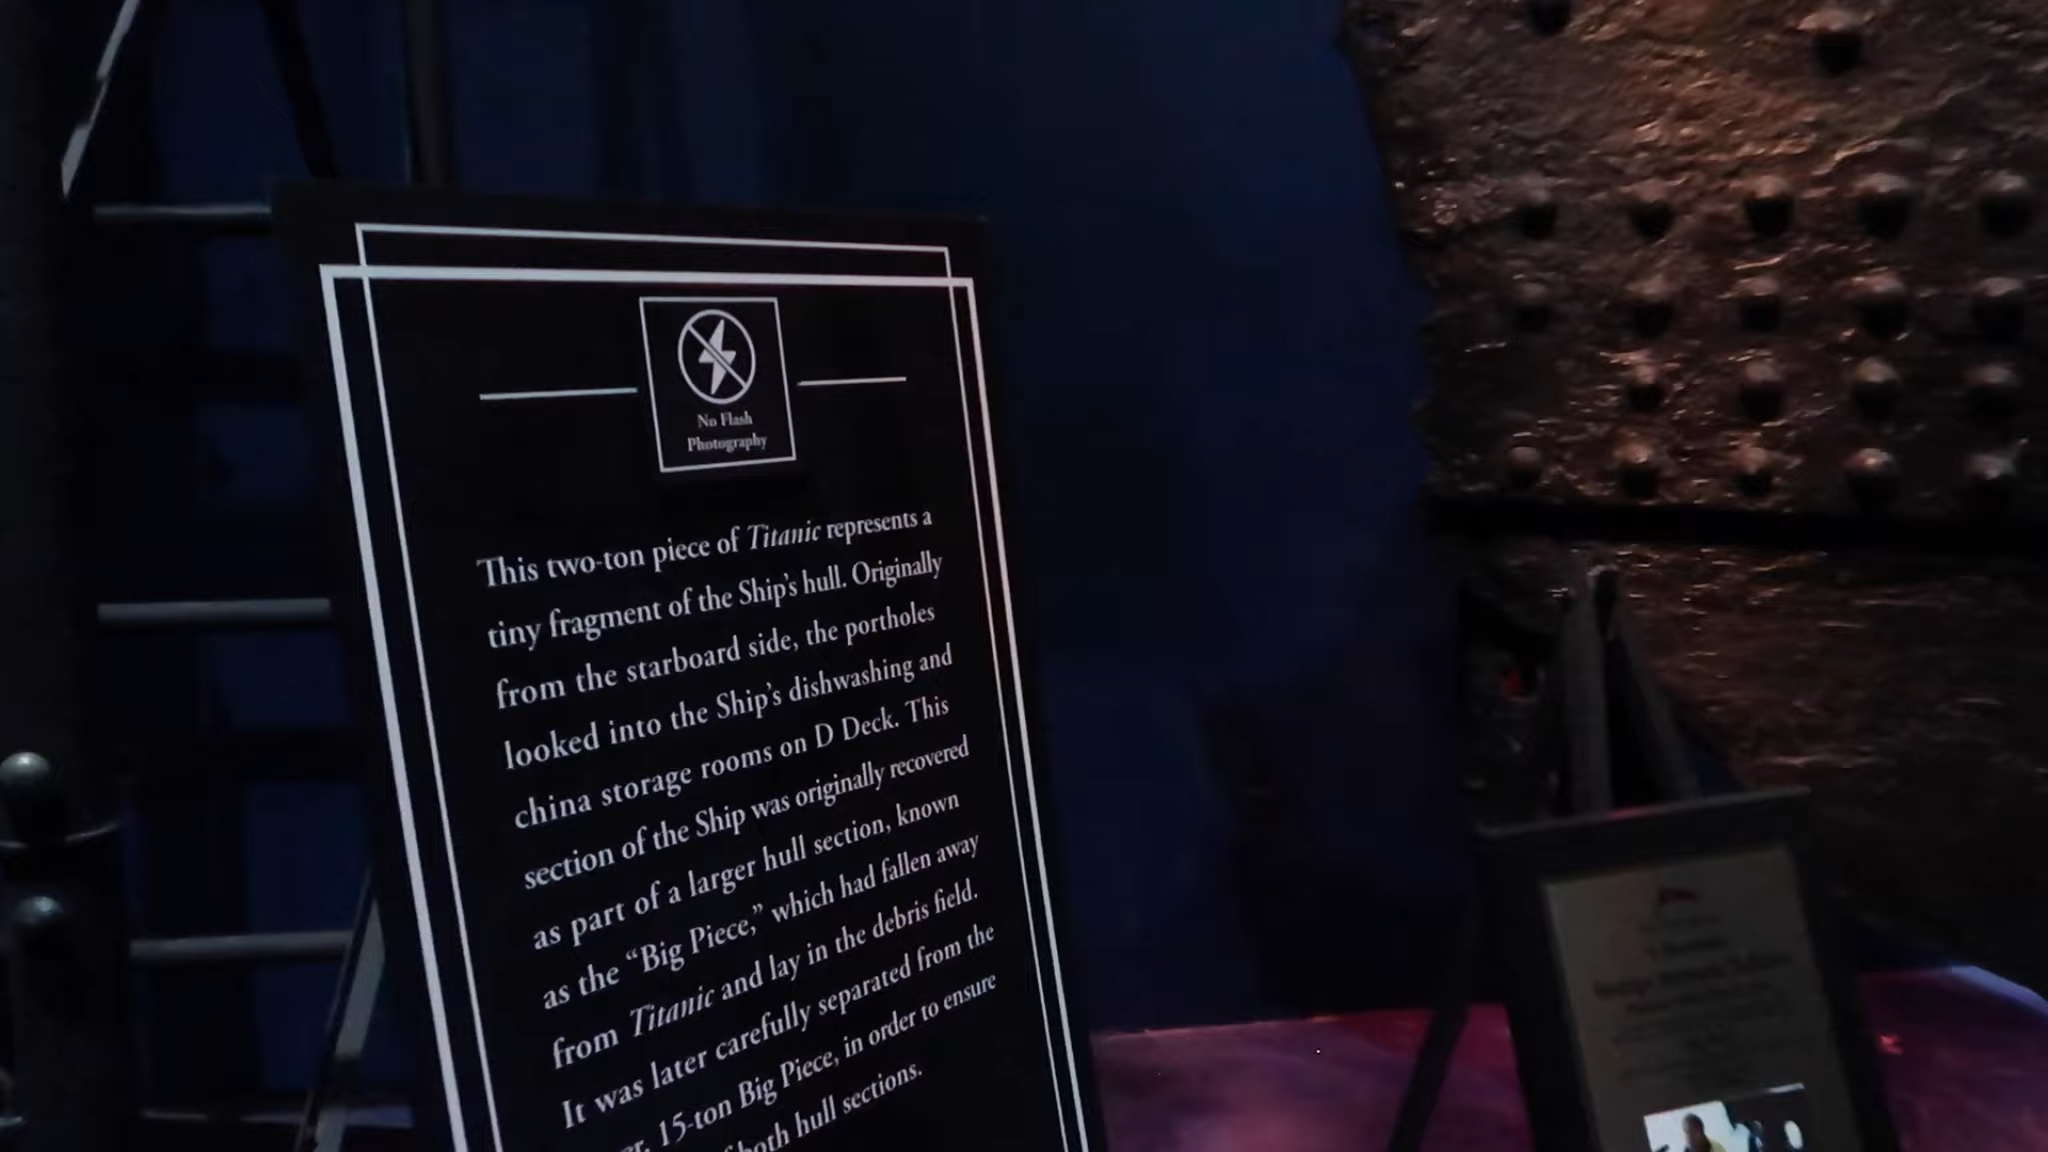 No Flash
Photography
This two-ton piece of Titanic represents a
tiny fragment of the Ship's hull. Originally
from the starboard side, the portholes
looked into the Ship's dishwashing and
china storage rooms on D Deck. This
section of the Ship was originally recovered
as part of a larger hull section, known
as the “Big Piece,” which had fallen away
from Titanic and lay in the debris field.
It was later carefully separated from the
15-ton Big Piece, in order to ensure
both hull sections.